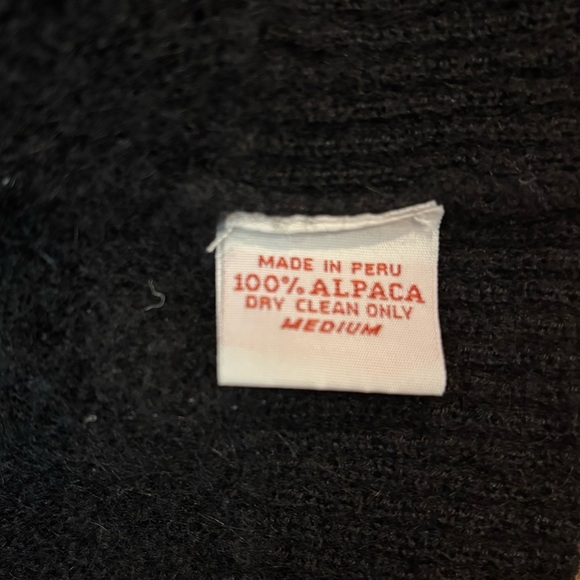 MADE IN PERU
100% ALPACA
DRY CLEAN ONLY
MEDIUM